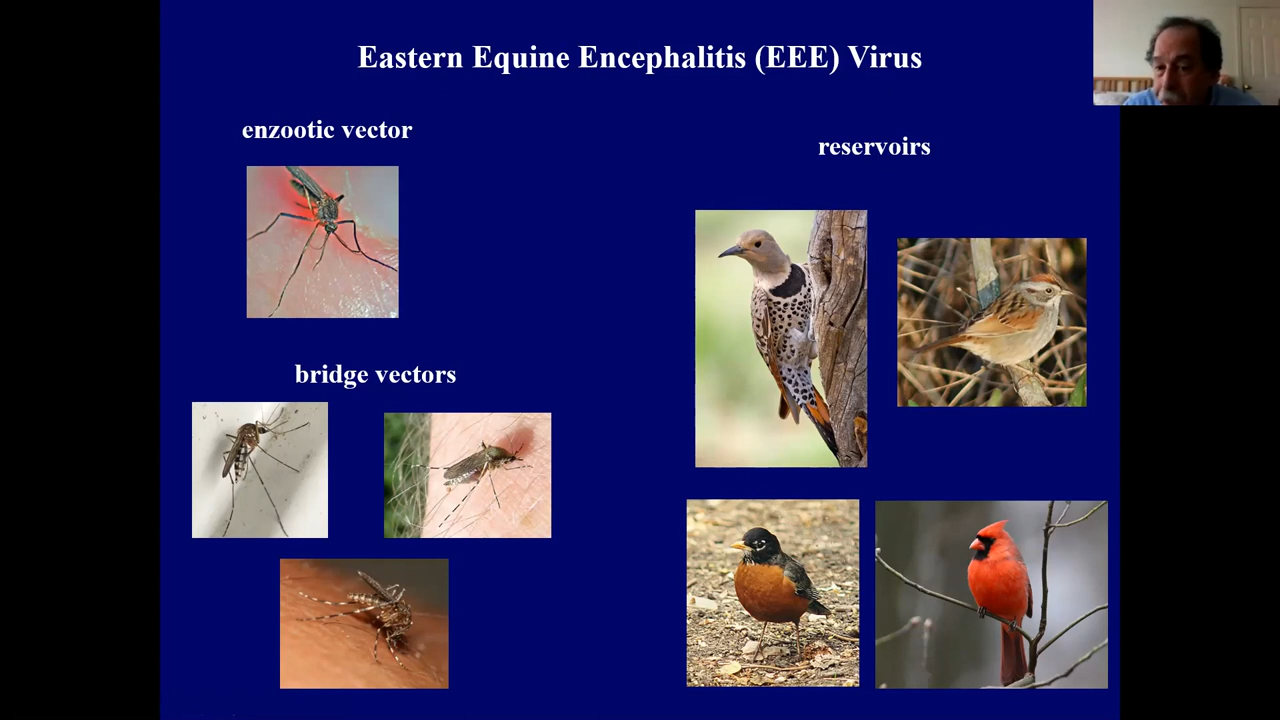 Eastern Equine Encephalitis (EEE) Virus
enzootic vector
reservoirs
bridge vectors